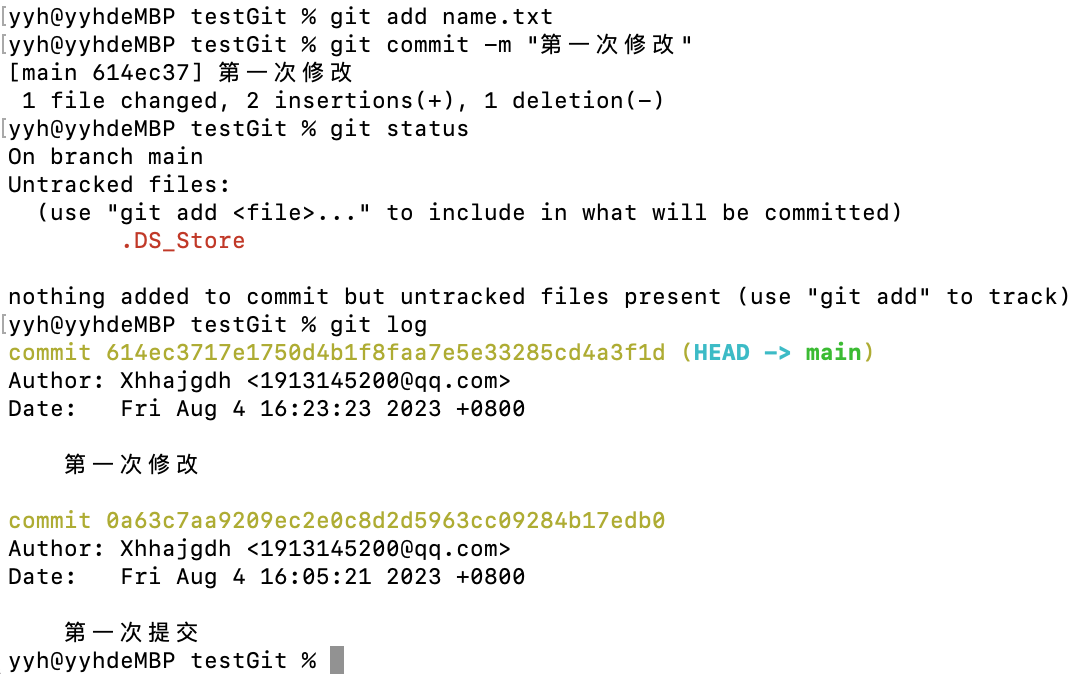 [yyh@yyhdeMBP testGit % git add name.txt
[yyh@yyhdeMBP testGit % git commit -m "第一次修改"
[main 614ec37] 第一次修改
 1 file changed, 2 insertions(+), 1 deletion(-)
[yyh@yyhdeMBP testGit % git status
On branch main
Untracked files:
  (use "git add <file>..." to include in what will be committed)
        .DS_Store

nothing added to commit but untracked files present (use "git add" to track)
[yyh@yyhdeMBP testGit % git log
commit 614ec3717e1750d4b1f8faa7e5e33285cd4a3f1d (HEAD -> main)
Author: Xhhajgdh <1913145200@qq.com>
Date:   Fri Aug 4 16:23:23 2023 +0800

    第一次修改

commit 0a63c7aa9209ec2e0c8d2d5963cc09284b17edb0
Author: Xhhajgdh <1913145200@qq.com>
Date:   Fri Aug 4 16:05:21 2023 +0800

    第一次提交
yyh@yyhdeMBP testGit %